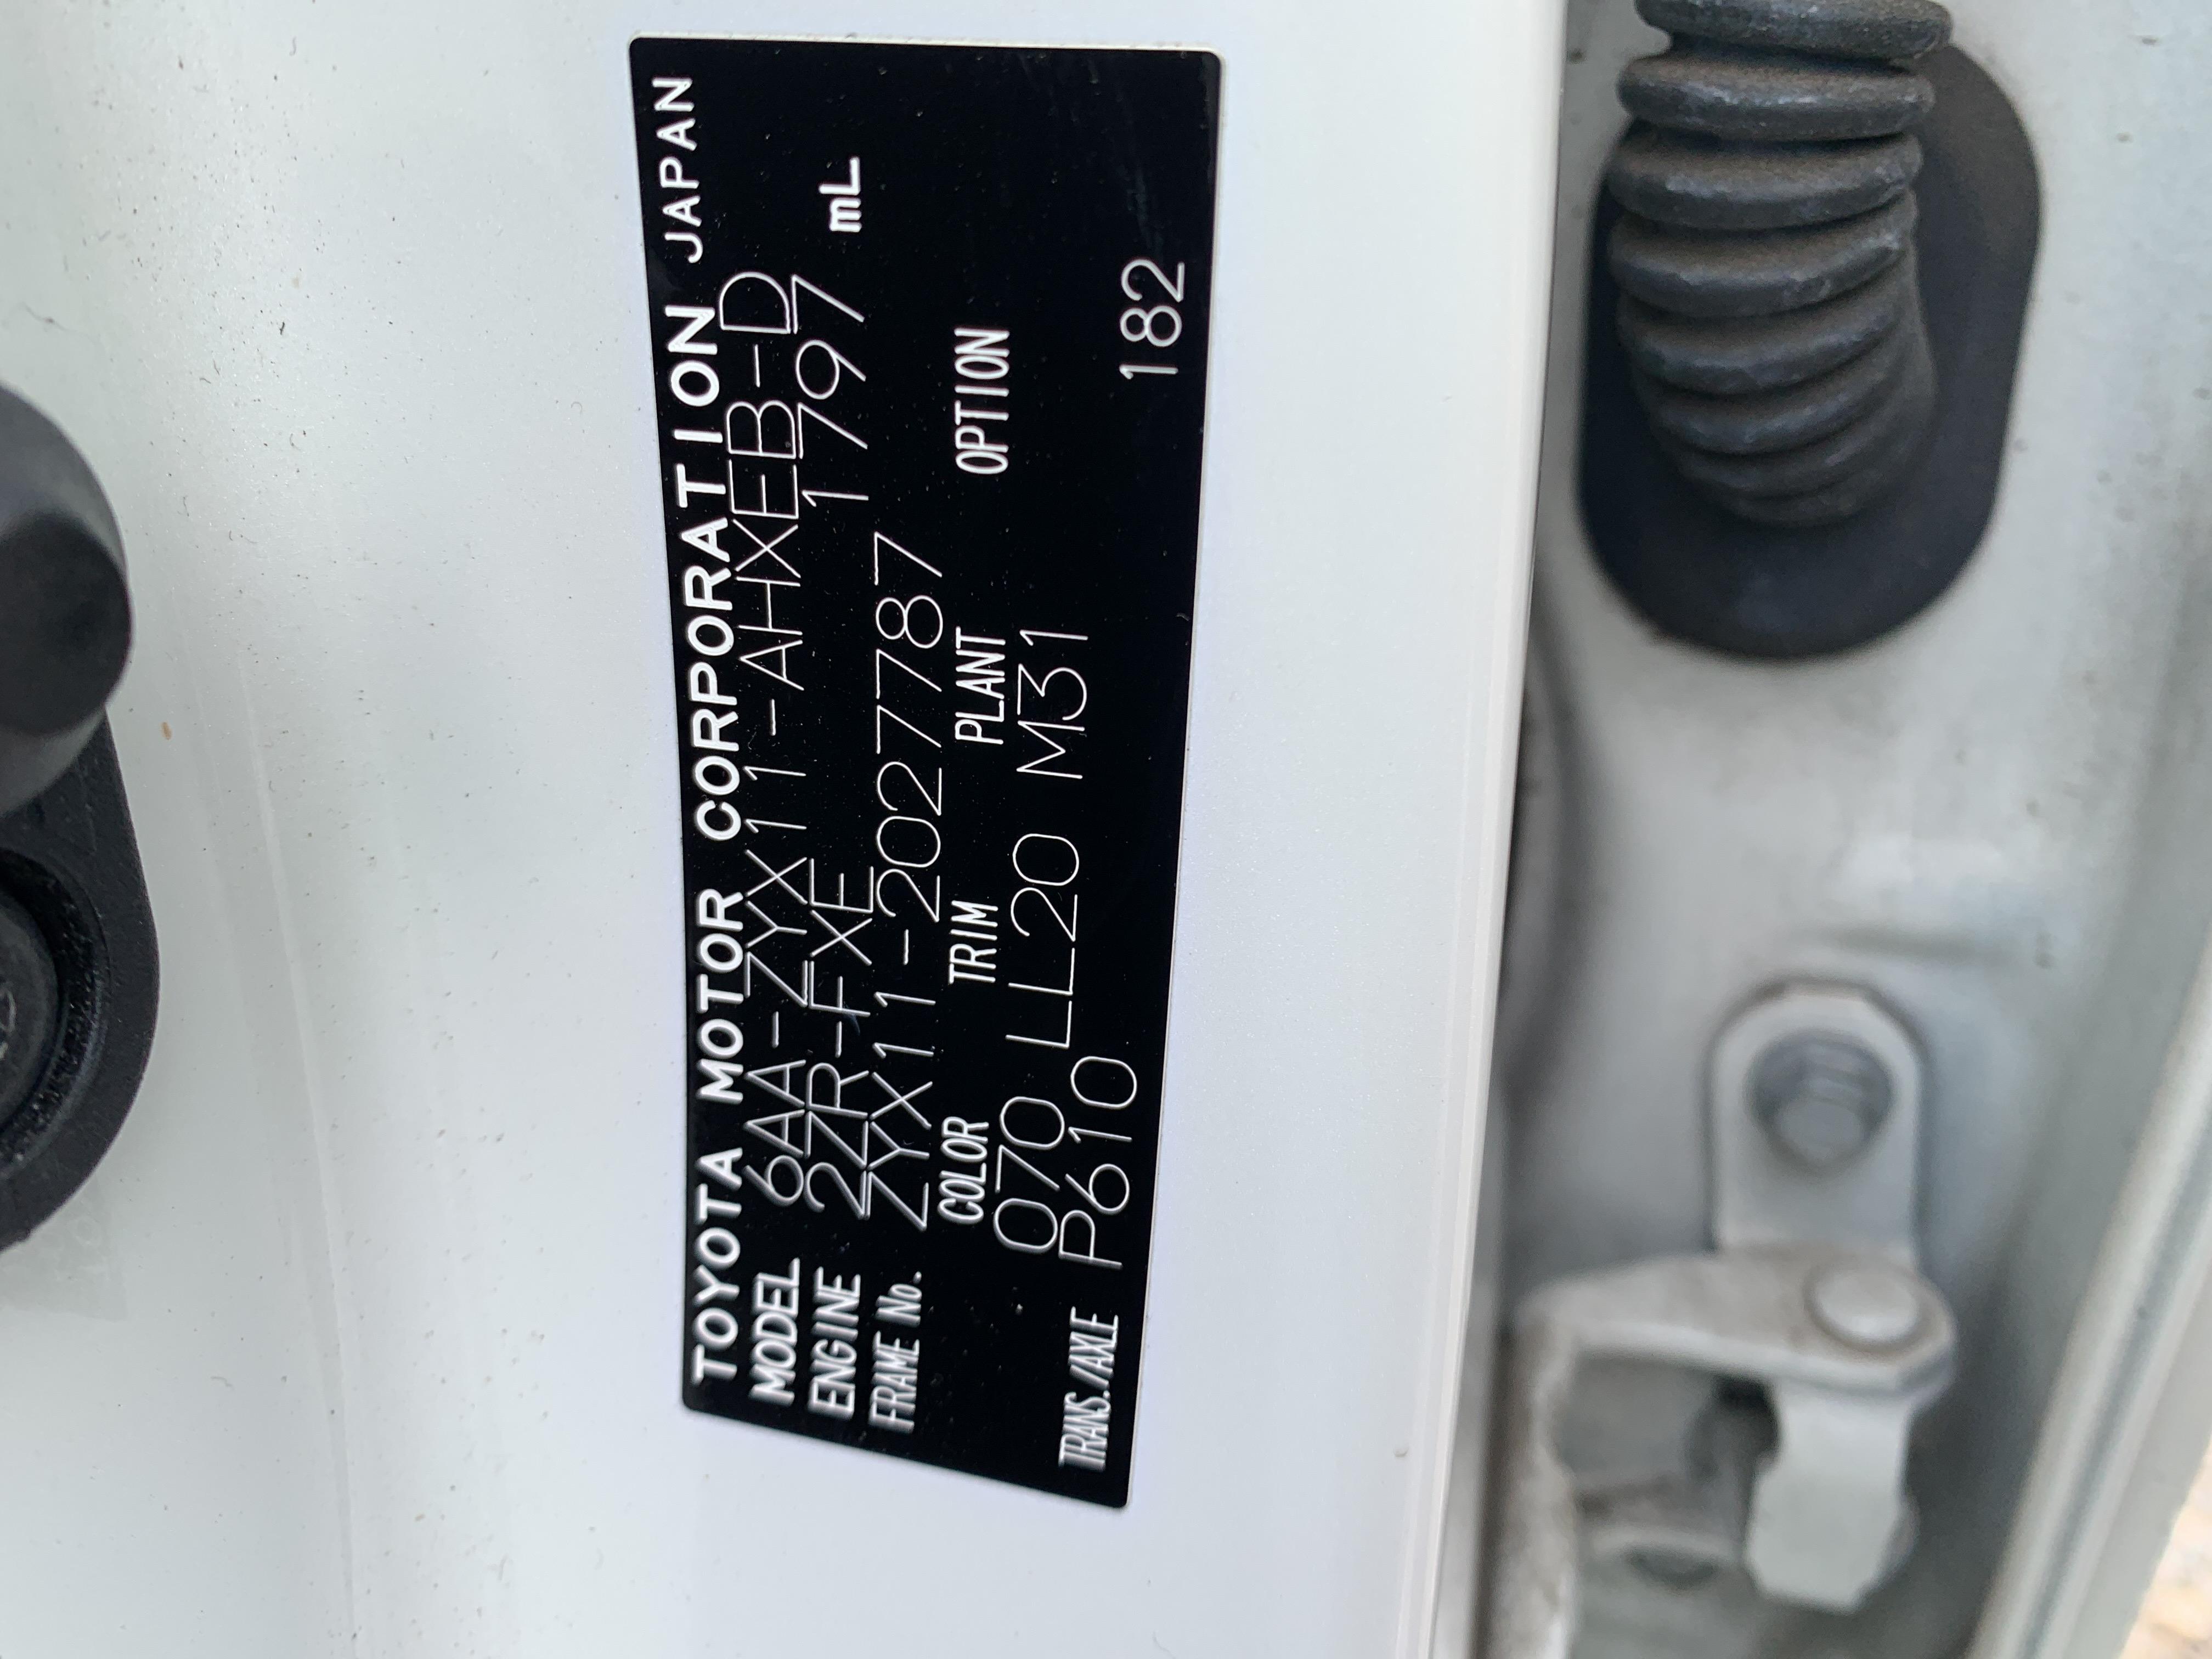 TOYOTA MOTOR CORPORATION JAPAN
MODEL 6AA-ZYX11-AHXEB-D
ENGINE 2ZR-FXE 1797 mL
FRAME No. ZYX11-2027787
COLOR TRIM PLANT OPTION
070 LL20 M31
TRANS./AXLE P610 182